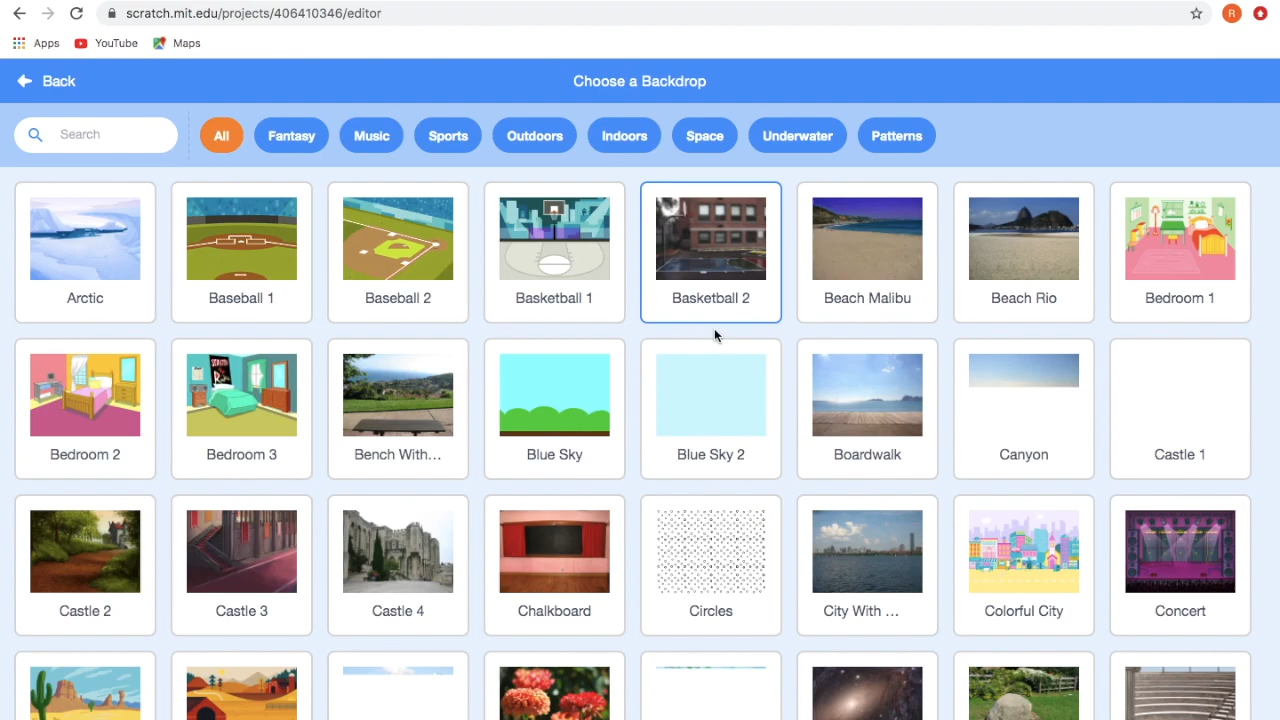 scratch.mit.edu/projects/406410346/editor
R
Apps YouTube Maps
Back Choose a Backdrop
Search All Fantasy Music Sports Outdoors Indoors Space Underwater Patterns
Arctic Baseball 1 Baseball 2 Basketball 1 Basketball 2 Beach Malibu Beach Rio Bedroom 1
Bedroom 2 Bedroom 3 Bench With... Blue Sky Blue Sky 2 Boardwalk Canyon Castle 1
Castle 2 Castle 3 Castle 4 Chalkboard Circles City With ... Colorful City Concert